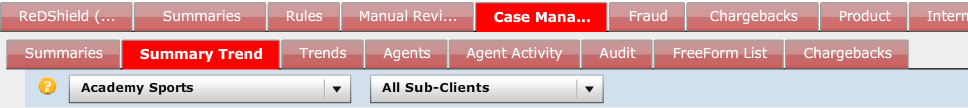 ReDShield (... Summaries Rules Manual Revi... Case Mana... Fraud Chargebacks Product Intern
Summaries Summary Trend Trends Agents Agent Activity Audit FreeForm List Chargebacks
? Academy Sports All Sub-Clients